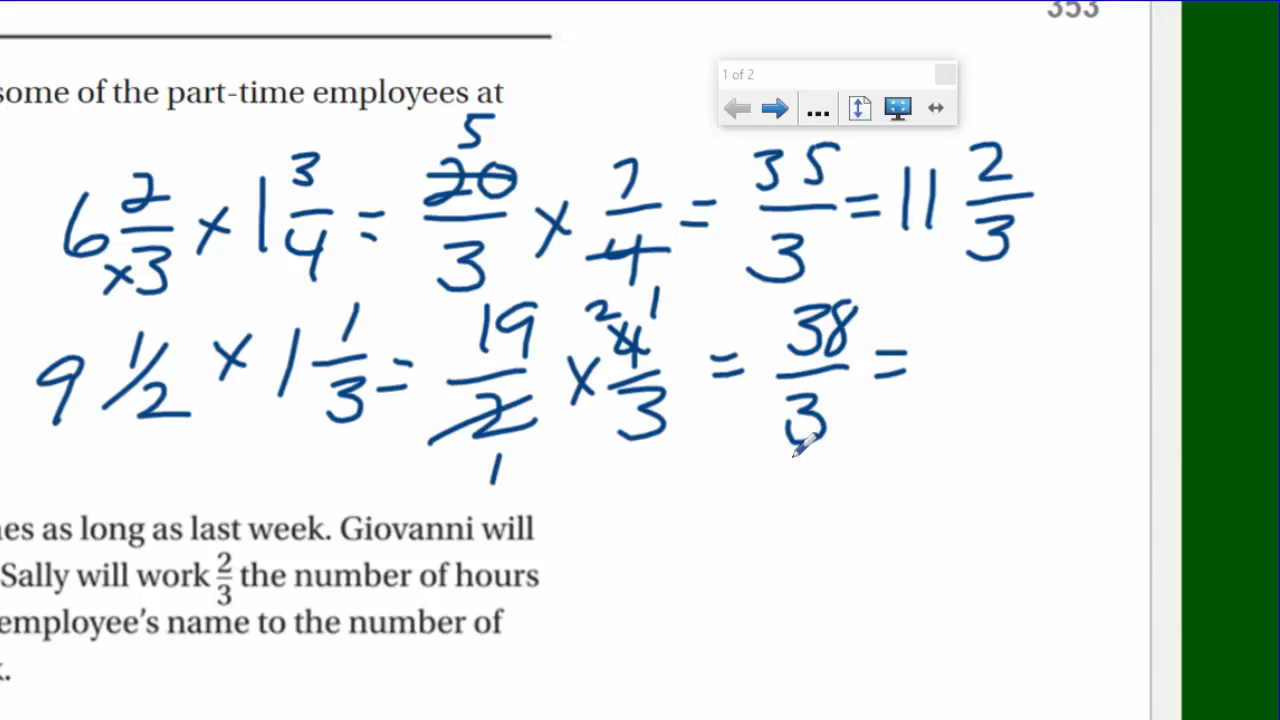 353
some of the part-time employees at
1 of 2
5
6 2/3 × 1 3/4 = 20/3 × 7/4 = 35/3 = 11 2/3
×
2 1
9 1/2 × 1 1/3 = 19/2 × 4/3 = 38/3 =
1
nes as long as last week. Giovanni will
Sally will work 2/3 the number of hours
employee's name to the number of
k.